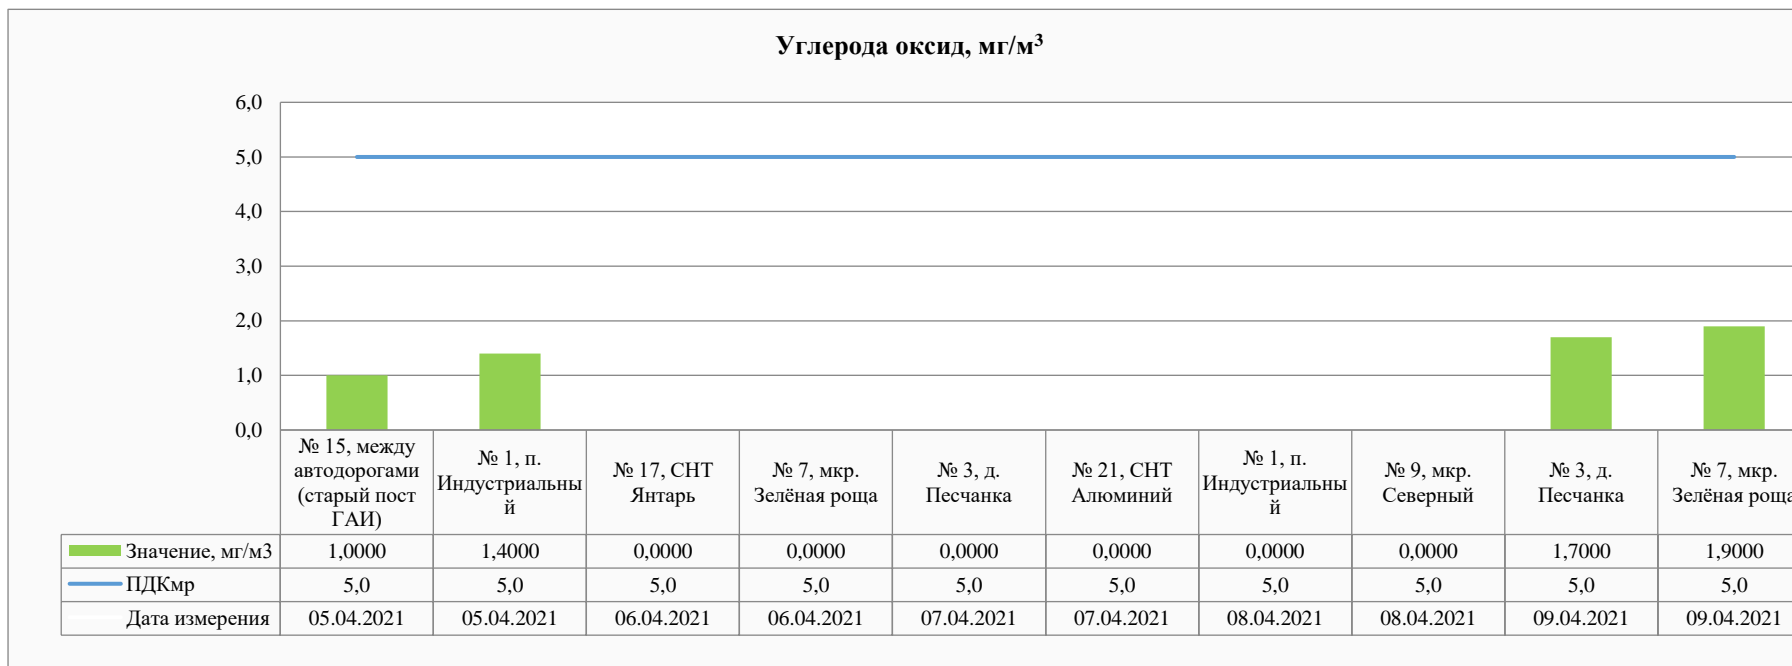 Углерода оксид, мг/м³
6,0
5,0
4,0
3,0
2,0
1,0
0,0
№ 15, между
автодорогами
(старый пост
ГАИ)
№ 1, п.
Индустриальны
й
№ 17, СНТ
Янтарь
№ 7, мкр.
Зелёная роща
№ 3, д.
Песчанка
№ 21, СНТ
Алюминий
№ 1, п.
Индустриальны
й
№ 9, мкр.
Северный
№ 3, д.
Песчанка
№ 7, мкр.
Зелёная роща
Значение, мг/м3 1,0000 1,4000 0,0000 0,0000 0,0000 0,0000 0,0000 0,0000 1,7000 1,9000
ПДКмр 5,0 5,0 5,0 5,0 5,0 5,0 5,0 5,0 5,0 5,0
Дата измерения 05.04.2021 05.04.2021 06.04.2021 06.04.2021 07.04.2021 07.04.2021 08.04.2021 08.04.2021 09.04.2021 09.04.2021